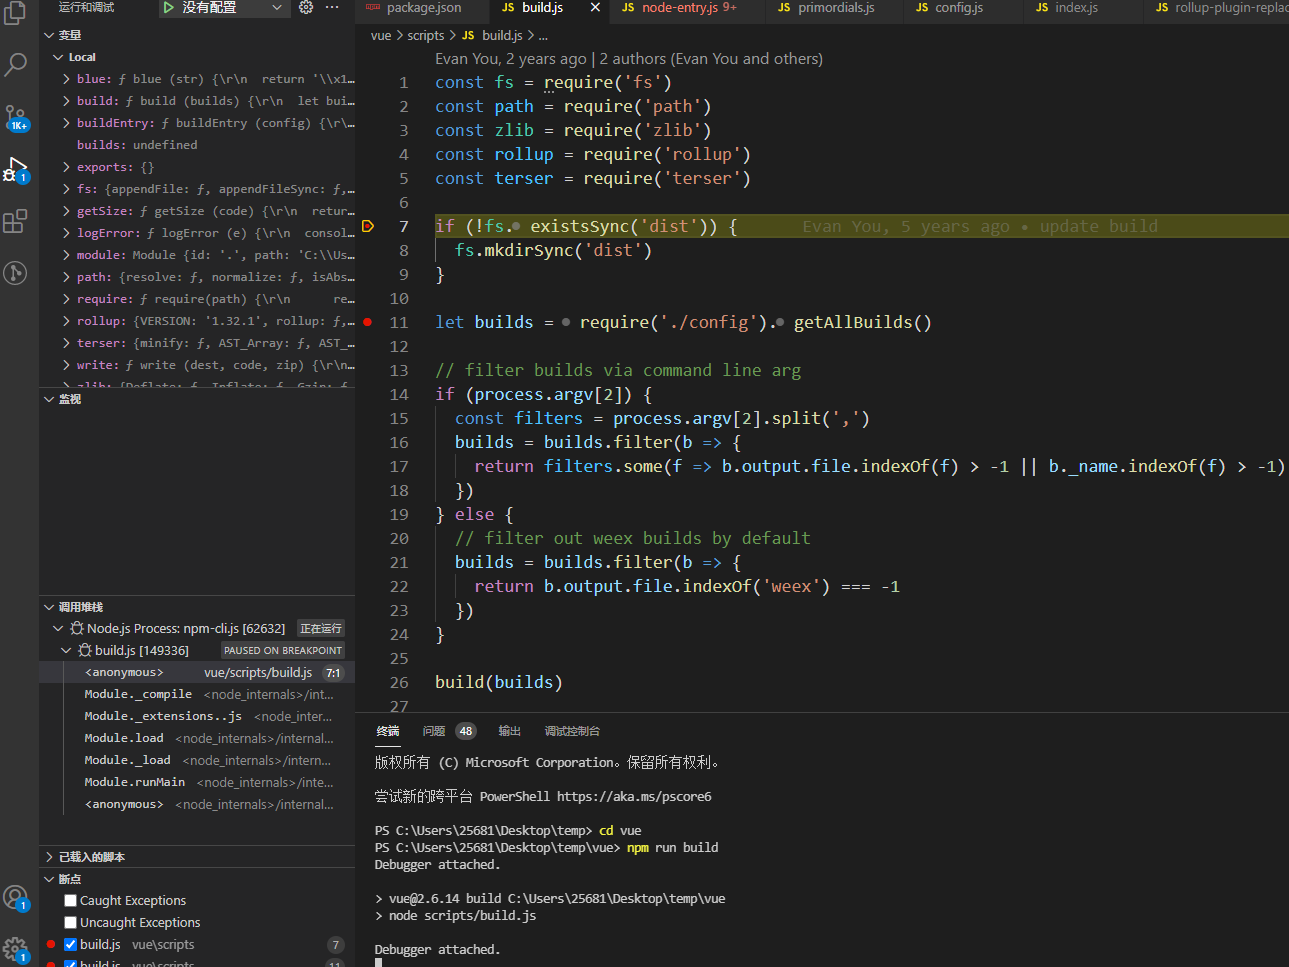 运行和调试
没有配置
package.json
JS build.js
JS node-entry.js 9+
JS primordials.js
JS config.js
JS index.js
JS rollup-plugin-replac
vue > scripts > JS build.js > ...
变量
Local
blue: ƒ blue (str) {\r\n  return '\\x1…
build: ƒ build (builds) {\r\n  let bui…
buildEntry: ƒ buildEntry (config) {\r\…
builds: undefined
exports: {}
fs: {appendFile: ƒ, appendFileSync: ƒ,…
getSize: ƒ getSize (code) {\r\n  retur…
logError: ƒ logError (e) {\r\n  consol…
module: Module {id: '.', path: 'C:\\Us…
path: {resolve: ƒ, normalize: ƒ, isAbs…
require: ƒ require(path) {\r\n      re…
rollup: {VERSION: '1.32.1', rollup: ƒ,…
terser: {minify: ƒ, AST_Array: ƒ, AST_…
write: ƒ write (dest, code, zip) {\r\n…
zlib: {Deflate: ƒ, Inflate: ƒ, Gzip: ƒ
监视
调用堆栈
Node.js Process: npm-cli.js [62632] 正在运行
build.js [149336] PAUSED ON BREAKPOINT
<anonymous> vue/scripts/build.js 7:1
Module._compile <node_internals>/int...
Module._extensions..js <node_inter...
Module.load <node_internals>/internal...
Module._load <node_internals>/intern...
Module.runMain <node_internals>/inte...
<anonymous> <node_internals>/internal...
已载入的脚本
断点
Caught Exceptions
Uncaught Exceptions
build.js vue\scripts 7
build.js vue\scripts 11
1K+
1
1
1
Evan You, 2 years ago | 2 authors (Evan You and others)
1 const fs = require('fs')
2 const path = require('path')
3 const zlib = require('zlib')
4 const rollup = require('rollup')
5 const terser = require('terser')
6
7 if (!fs. existsSync('dist')) { Evan You, 5 years ago • update build
8   fs.mkdirSync('dist')
9 }
10
11 let builds = require('./config'). getAllBuilds()
12
13 // filter builds via command line arg
14 if (process.argv[2]) {
15   const filters = process.argv[2].split(',')
16   builds = builds.filter(b => {
17     return filters.some(f => b.output.file.indexOf(f) > -1 || b._name.indexOf(f) > -1)
18   })
19 } else {
20   // filter out weex builds by default
21   builds = builds.filter(b => {
22     return b.output.file.indexOf('weex') === -1
23   })
24 }
25
26 build(builds)
27
终端 问题 48 输出 调试控制台
版权所有 (C) Microsoft Corporation。保留所有权利。
尝试新的跨平台 PowerShell https://aka.ms/pscore6
PS C:\Users\25681\Desktop\temp> cd vue
PS C:\Users\25681\Desktop\temp\vue> npm run build
Debugger attached.
> vue@2.6.14 build C:\Users\25681\Desktop\temp\vue
> node scripts/build.js
Debugger attached.